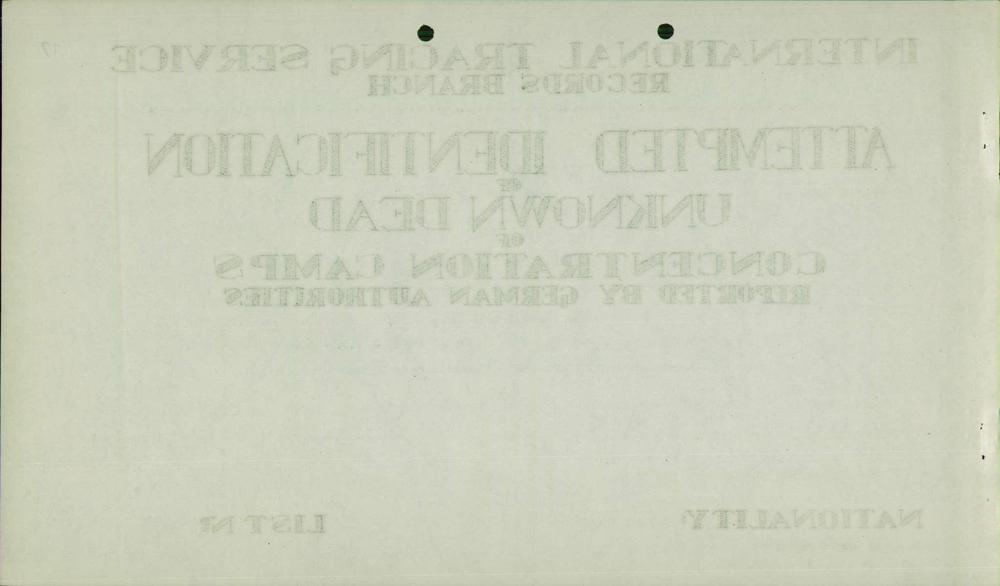 INTERNATIONAL TRACING SERVICE
RECORDS BRANCH
ATTEMPTED IDENTIFICATION
OF
UNKNOWN DEAD
OF
CONCENTRATION CAMPS
REPORTED BY GERMAN AUTHORITIES
NATIONALITY: LIST Nº